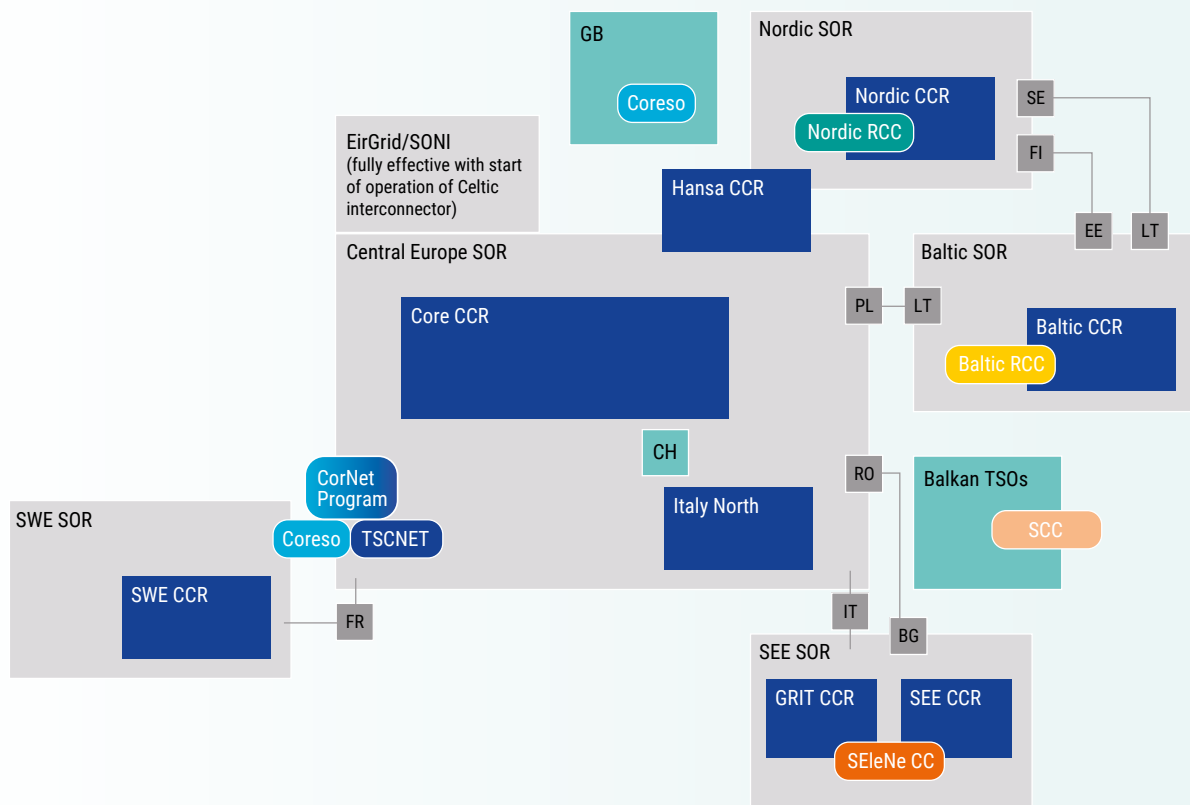 GB
Coreso
Nordic SOR
Nordic CCR
Nordic RCC
SE
FI
EirGrid/SONI
(fully effective with start
of operation of Celtic
interconnector)
Hansa CCR
Central Europe SOR
Core CCR
EE
LT
Baltic SOR
PL
LT
Baltic CCR
Baltic RCC
CH
RO
Italy North
Balkan TSOs
SCC
CorNet
Program
Coreso
TSCNET
SWE SOR
SWE CCR
FR
IT
BG
SEE SOR
GRIT CCR
SEE CCR
SEleNe CC